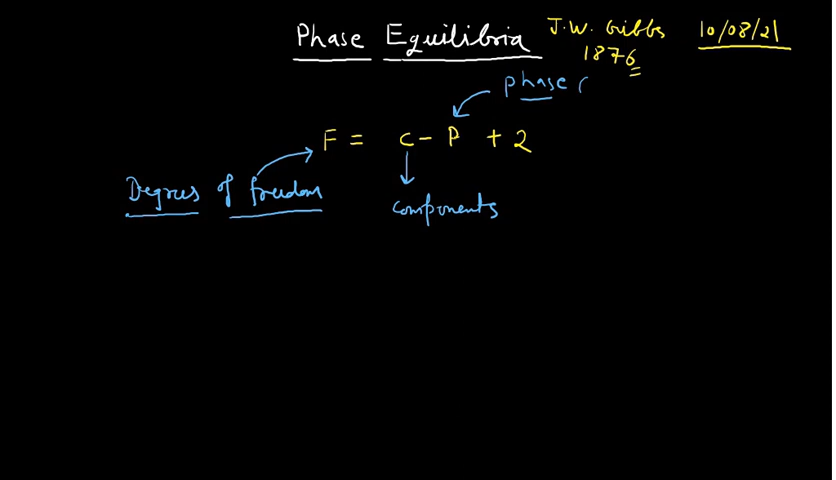 Phase Equilibria J.W. Gibbs 10/08/21
1876
phase (
F = C - P + 2
Degrees of freedom
components